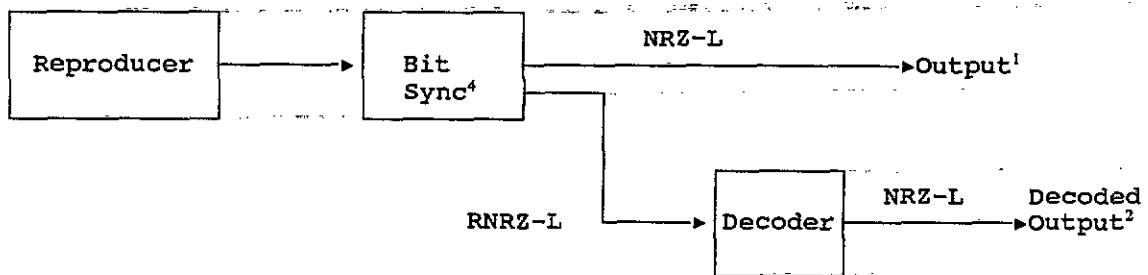 NRZ-L
Reproducer
Bit
Sync⁴
Output¹
RNRZ-L
Decoder
NRZ-L
Decoded
Output²